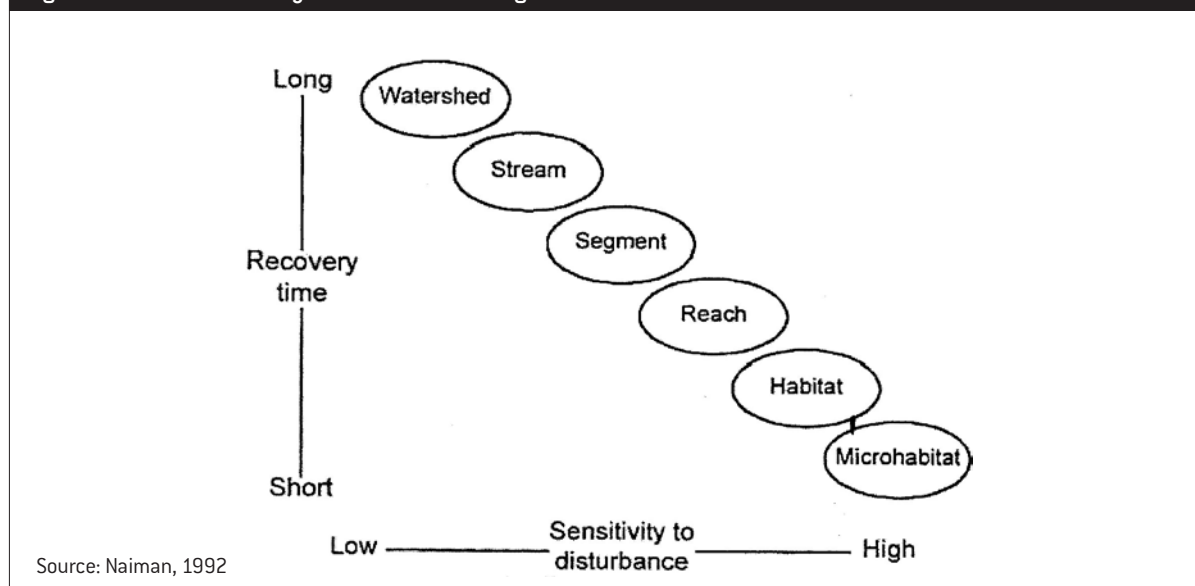 Long
Watershed
Stream
Segment
Recovery
time
Reach
Habitat
Microhabitat
Short
Sensitivity to
disturbance
Low
High
Source: Naiman, 1992